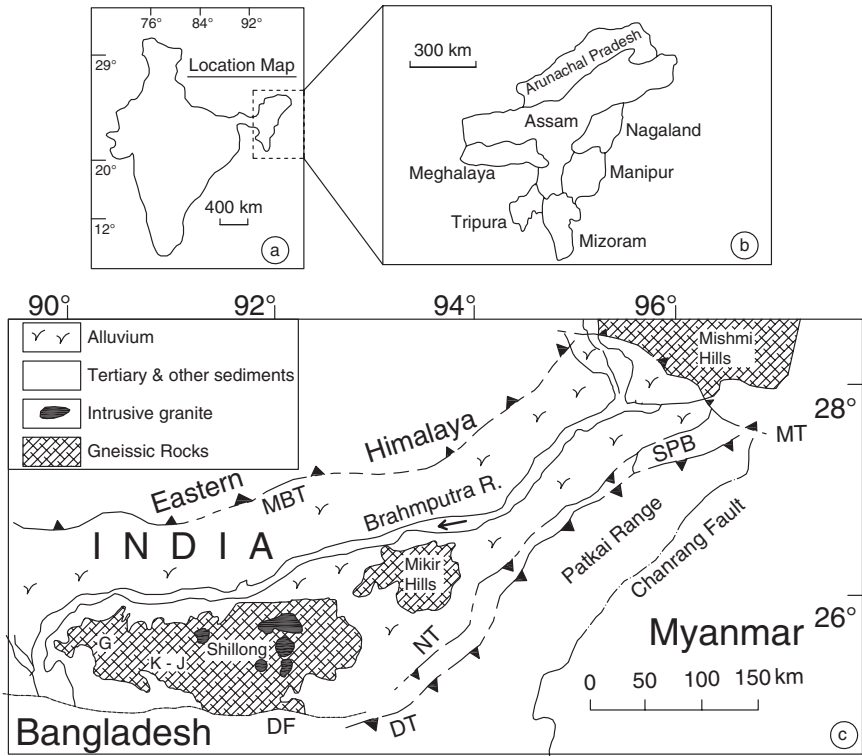 76° 84° 92°
29°
20°
12°
Location Map
400 km
a
300 km
Arunachal Pradesh
Assam
Nagaland
Meghalaya
Manipur
Tripura
Mizoram
b
90° 92° 94° 96°
28°
26°
Alluvium
Tertiary & other sediments
Intrusive granite
Gneissic Rocks
Mishmi
Hills
MT
SPB
Himalaya
Eastern
MBT
Brahmputra R.
INDIA
Patkai Range
Chanrang Fault
Mikir
Hills
G
K - J
Shillong
NT
Myanmar
0 50 100 150 km
Bangladesh
DF
DT
c